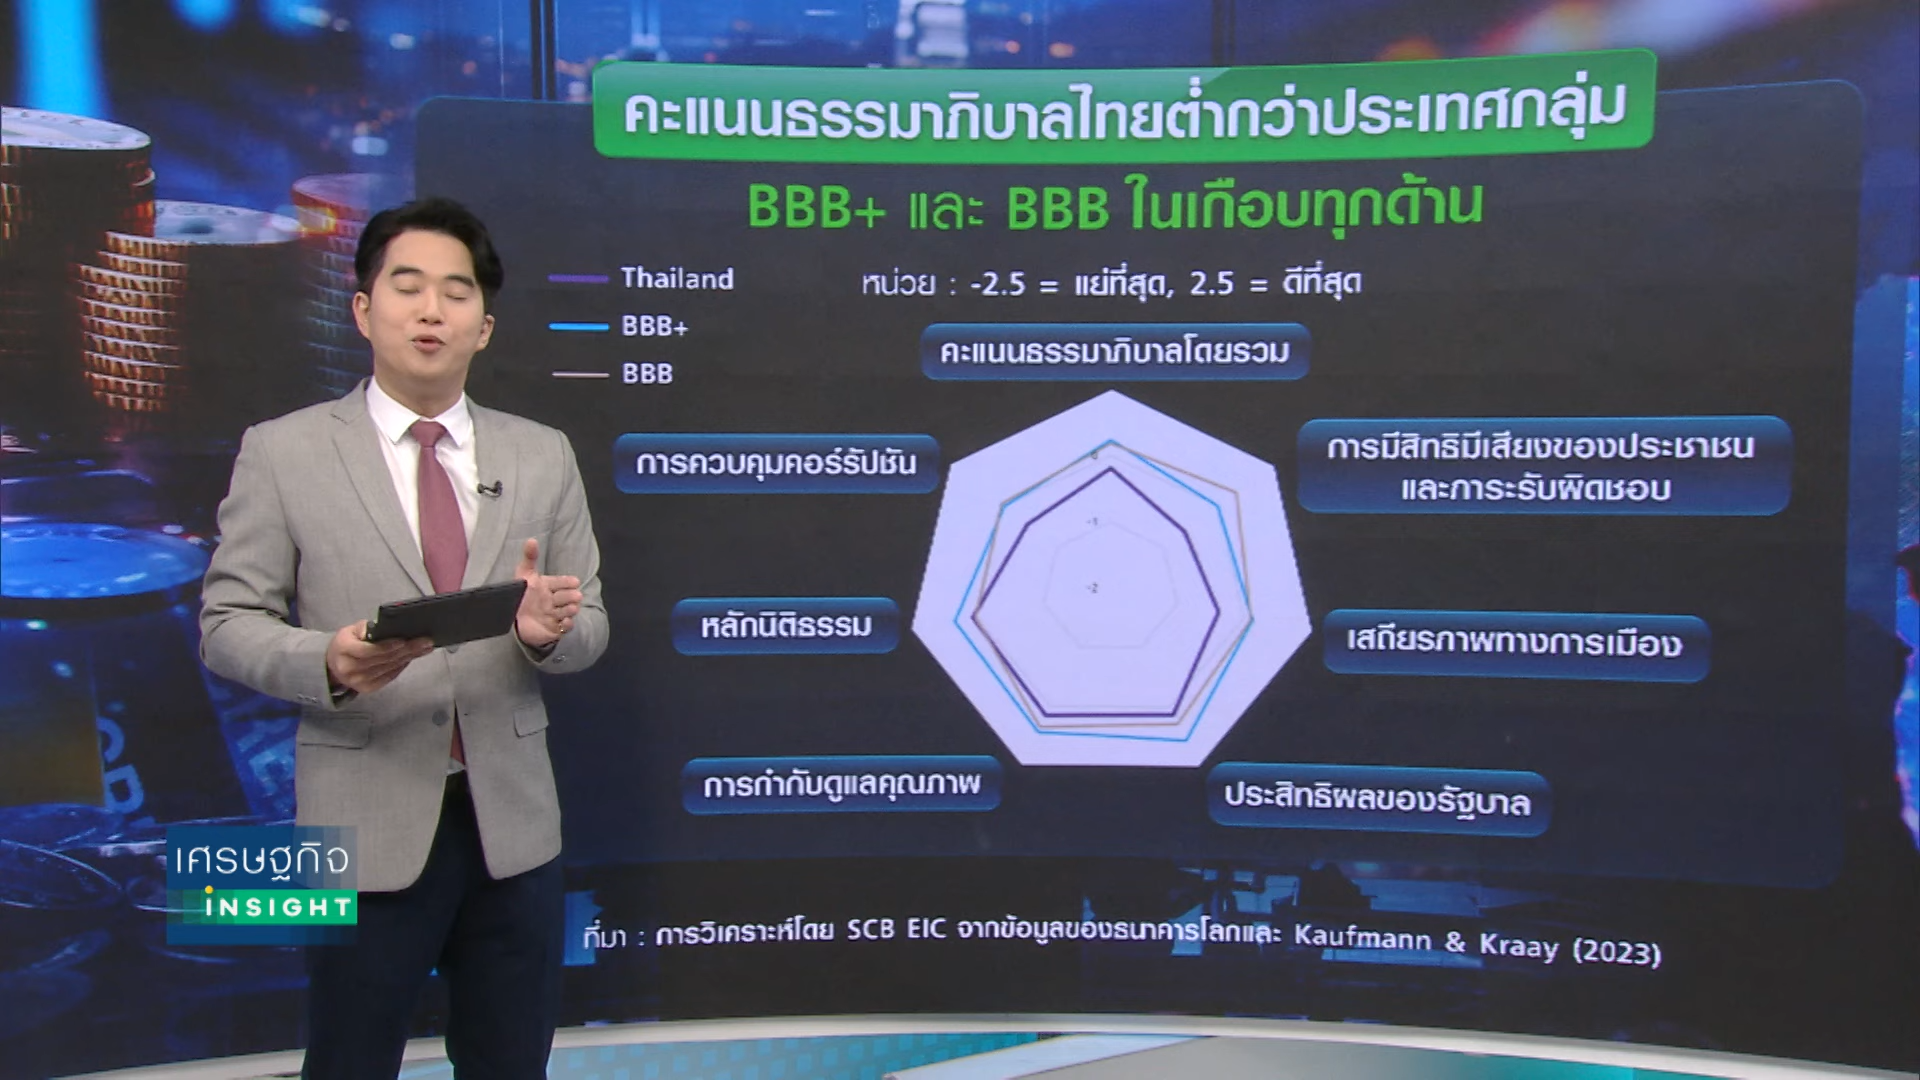 คะแนนธรรมาภิบาลไทยต่ำกว่าประเทศกลุ่ม
BBB+ และ BBB ในเกือบทุกด้าน
Thailand
BBB+
BBB
หน่วย : -2.5 = แย่ที่สุด, 2.5 = ดีที่สุด
คะแนนธรรมาภิบาลโดยรวม
การควบคุมคอร์รัปชัน
การมีสิทธิมีเสียงของประชาชน
และภาระรับผิดชอบ
0
-1
-2
หลักนิติธรรม
เสถียรภาพทางการเมือง
การกำกับดูแลคุณภาพ
ประสิทธิผลของรัฐบาล
เศรษฐกิจ
INSIGHT
ที่มา : การวิเคราะห์โดย SCB EIC จากข้อมูลของธนาคารโลกและ Kaufmann & Kraay (2023)